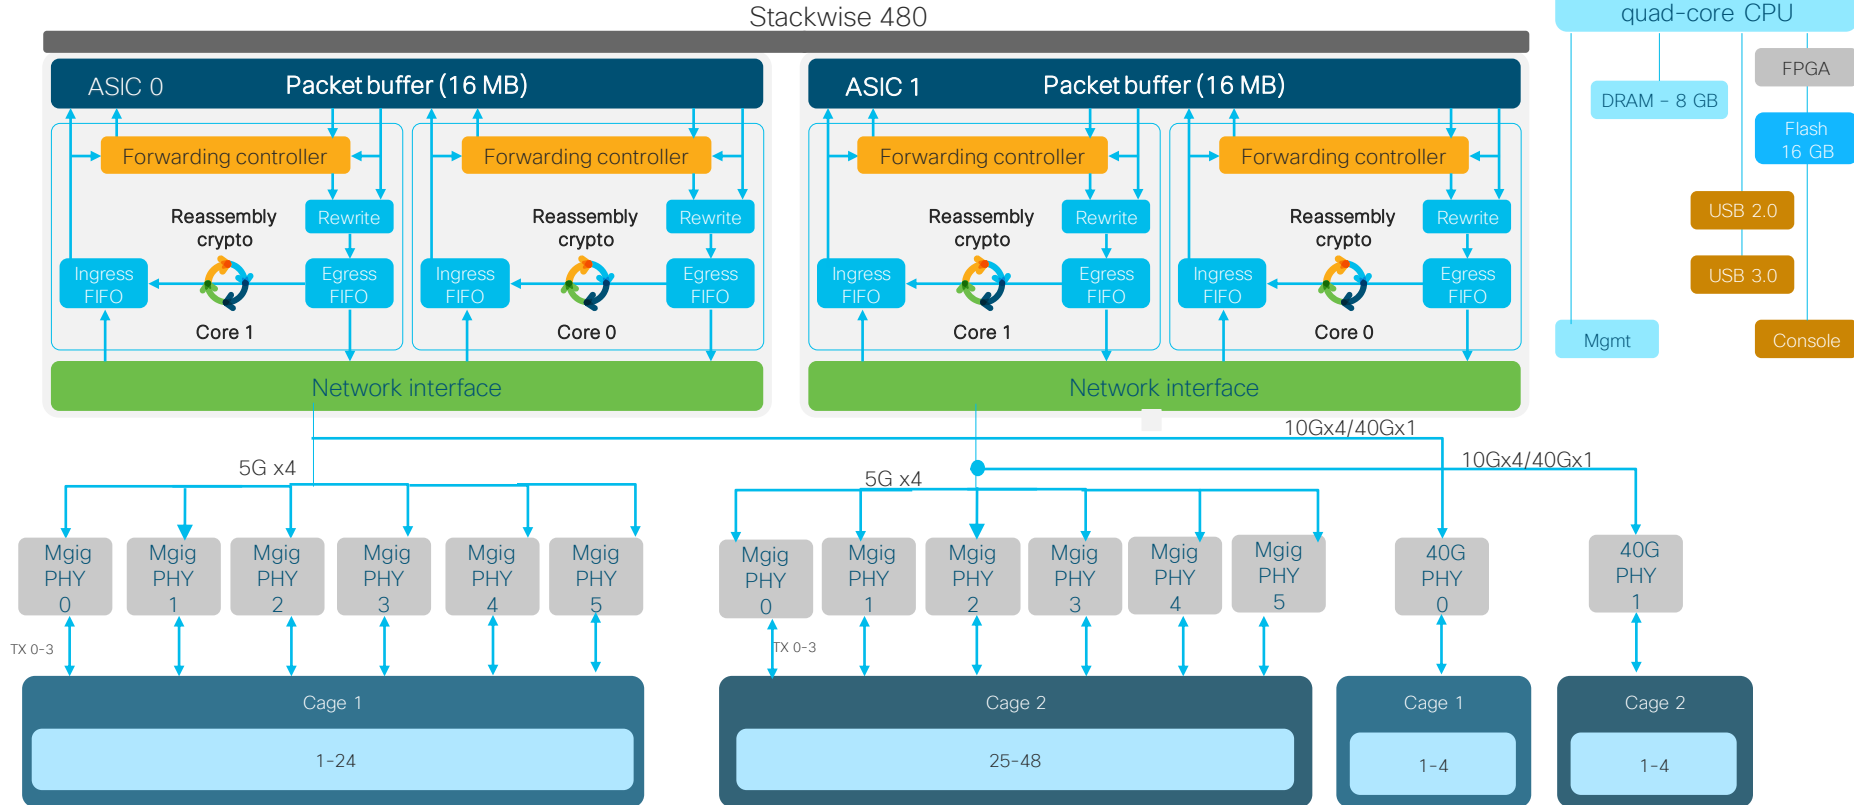 Stackwise 480
quad-core CPU
ASIC 0
Packet buffer (16 MB)
ASIC 1
Packet buffer (16 MB)
FPGA
DRAM - 8 GB
Flash
16 GB
Forwarding controller
Forwarding controller
Forwarding controller
Forwarding controller
Reassembly
crypto
Rewrite
Reassembly
crypto
Rewrite
Reassembly
crypto
Rewrite
Reassembly
crypto
Rewrite
USB 2.0
USB 3.0
Ingress
FIFO
Egress
FIFO
Ingress
FIFO
Egress
FIFO
Ingress
FIFO
Egress
FIFO
Ingress
FIFO
Egress
FIFO
Core 1
Core 0
Core 1
Core 0
Mgmt
Console
Network interface
Network interface
10Gx4/40Gx1
10Gx4/40Gx1
5G x4
5G x4
Mgig
PHY
0
Mgig
PHY
1
Mgig
PHY
2
Mgig
PHY
3
Mgig
PHY
4
Mgig
PHY
5
Mgig
PHY
0
Mgig
PHY
1
Mgig
PHY
2
Mgig
PHY
3
Mgig
PHY
4
Mgig
PHY
5
40G
PHY
0
40G
PHY
1
TX 0-3
TX 0-3
Cage 1
1-24
Cage 2
25-48
Cage 1
1-4
Cage 2
1-4